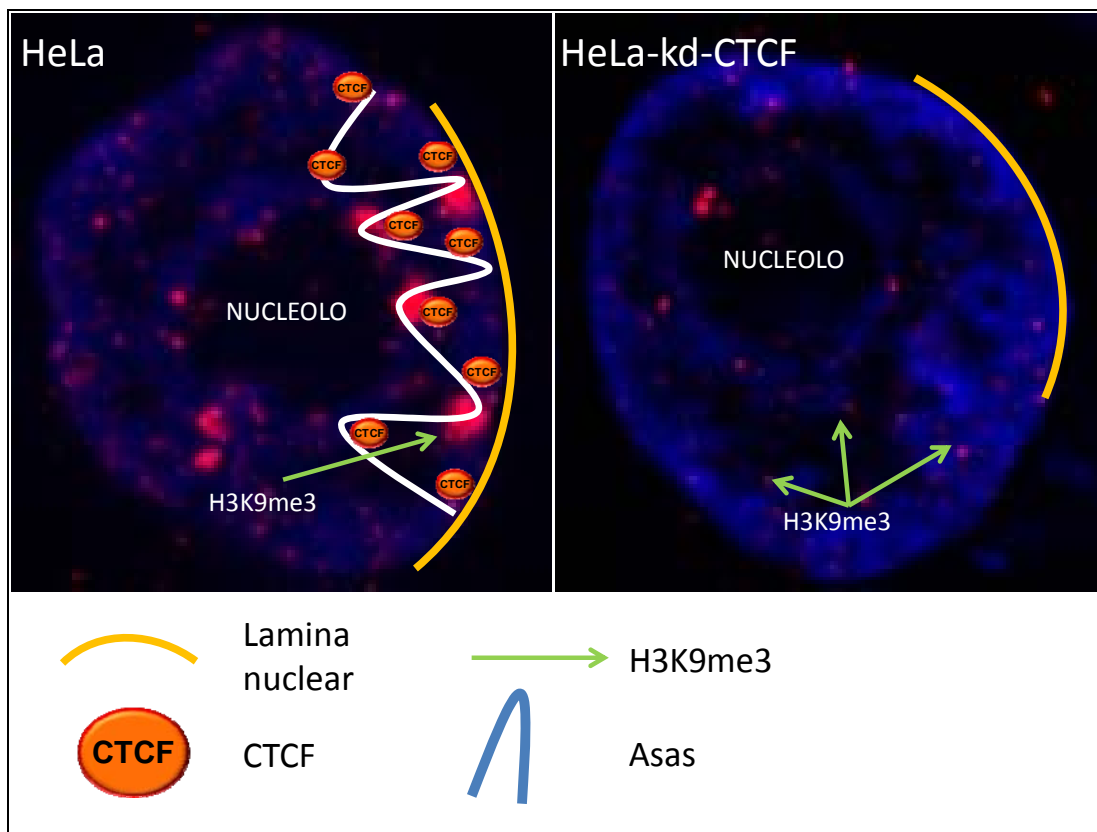 HeLa
CTCF
CTCF
CTCF
CTCF
CTCF
NUCLEOLO
CTCF
CTCF
CTCF
CTCF
H3K9me3
HeLa-kd-CTCF
NUCLEOLO
H3K9me3
Lamina
nuclear
H3K9me3
CTCF
CTCF
Asas